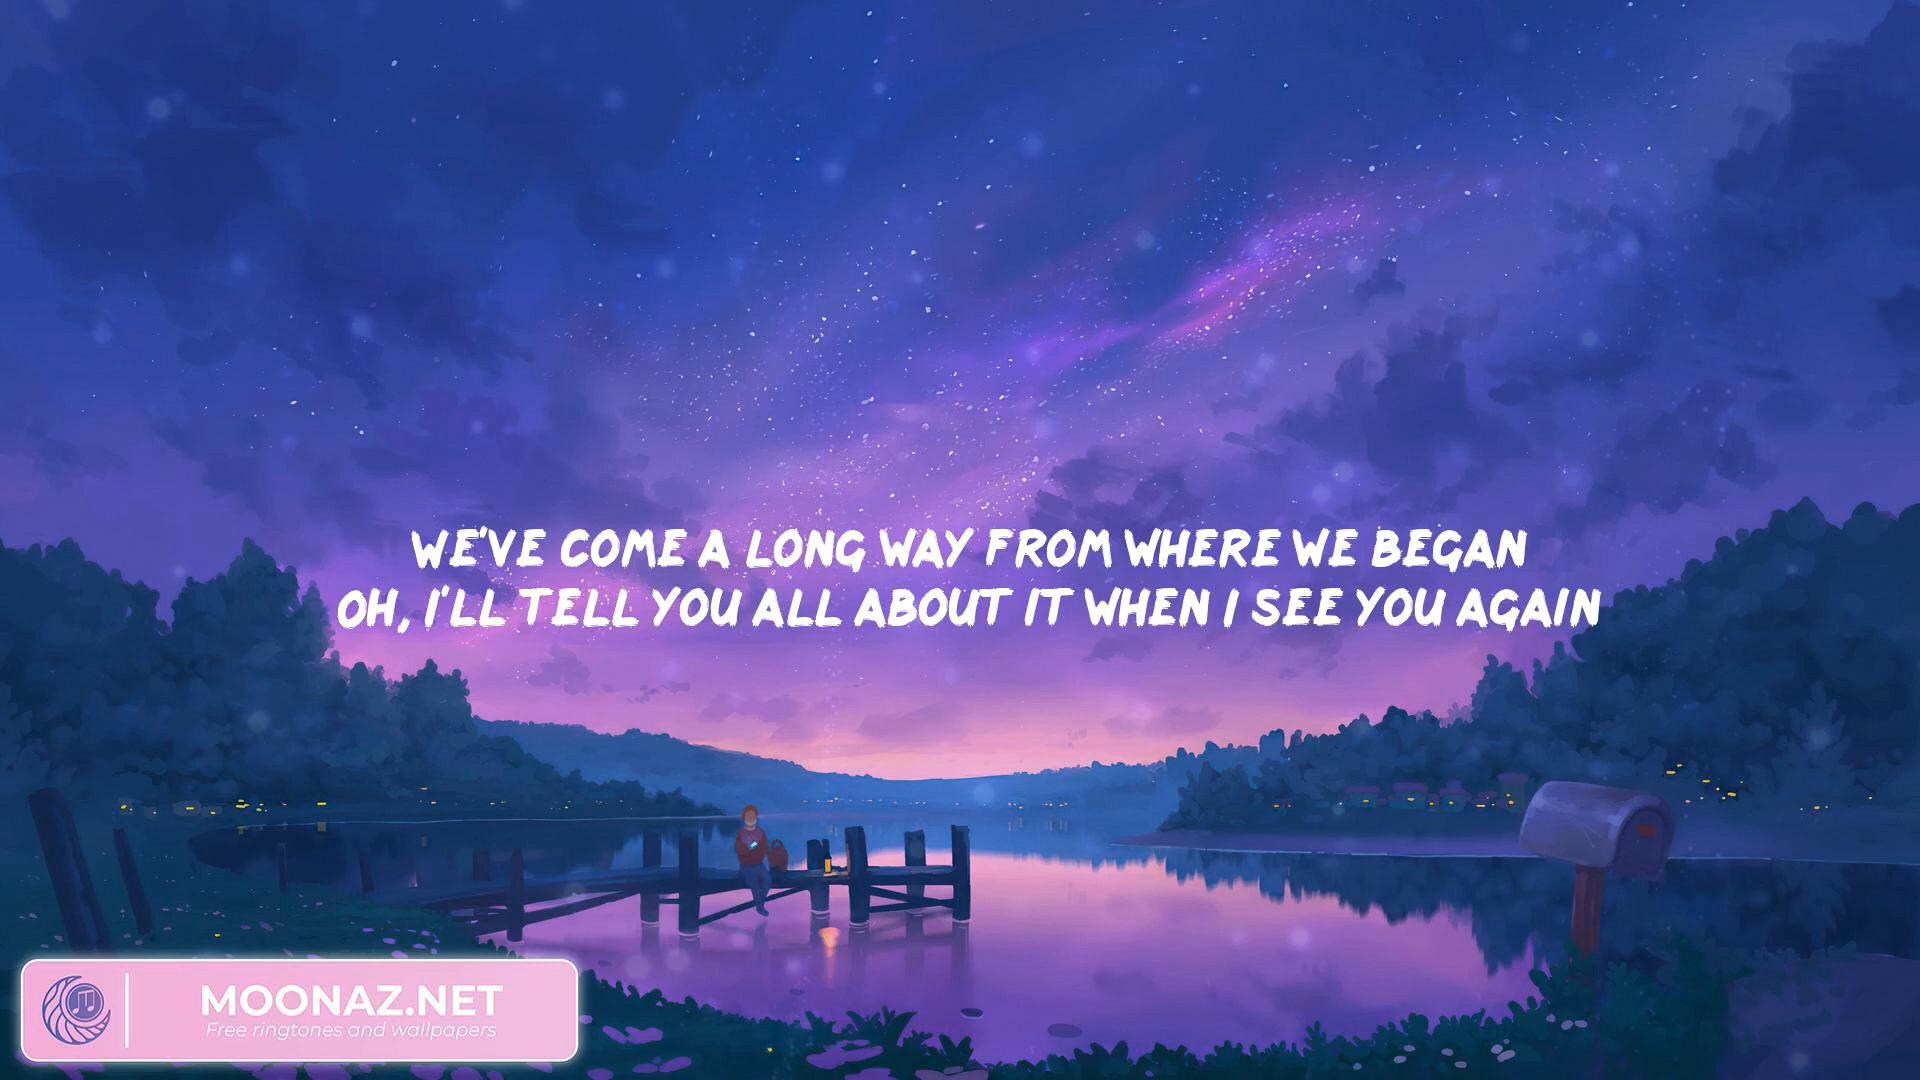 WE'VE COME A LONG WAY FROM WHERE WE BEGAN
OH, I'LL TELL YOU ALL ABOUT IT WHEN I SEE YOU AGAIN
MOONAZ.NET
Free ringtones and wallpapers